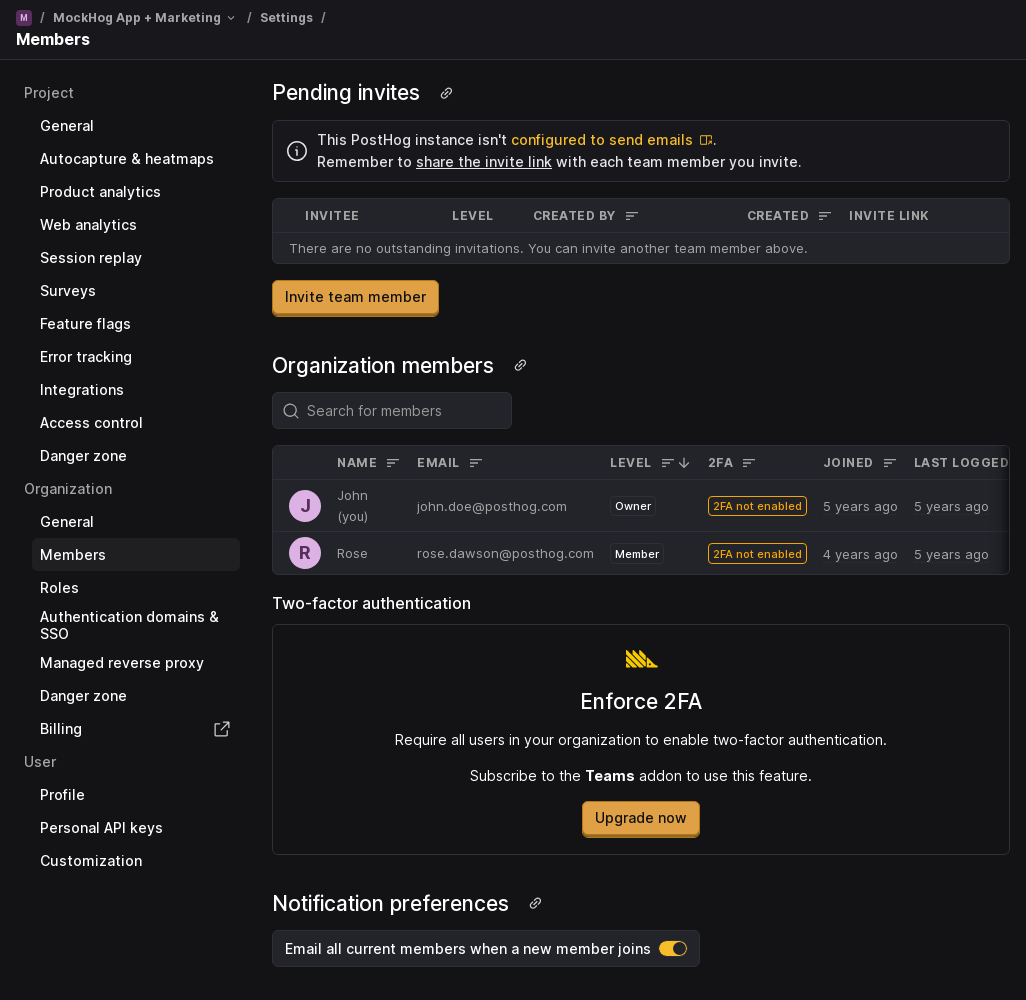 M / MockHog App + Marketing / Settings /
Members
Project
General
Autocapture & heatmaps
Product analytics
Web analytics
Session replay
Surveys
Feature flags
Error tracking
Integrations
Access control
Danger zone
Organization
General
Members
Roles
Authentication domains &
SSO
Managed reverse proxy
Danger zone
Billing
User
Profile
Personal API keys
Customization
Pending invites
This PostHog instance isn't configured to send emails.
Remember to share the invite link with each team member you invite.
INVITEE LEVEL CREATED BY CREATED INVITE LINK
There are no outstanding invitations. You can invite another team member above.
Invite team member
Organization members
Search for members
NAME EMAIL LEVEL 2FA JOINED LAST LOGGED
J John (you) john.doe@posthog.com Owner 2FA not enabled 5 years ago 5 years ago
R Rose rose.dawson@posthog.com Member 2FA not enabled 4 years ago 5 years ago
Two-factor authentication
Enforce 2FA
Require all users in your organization to enable two-factor authentication.
Subscribe to the Teams addon to use this feature.
Upgrade now
Notification preferences
Email all current members when a new member joins